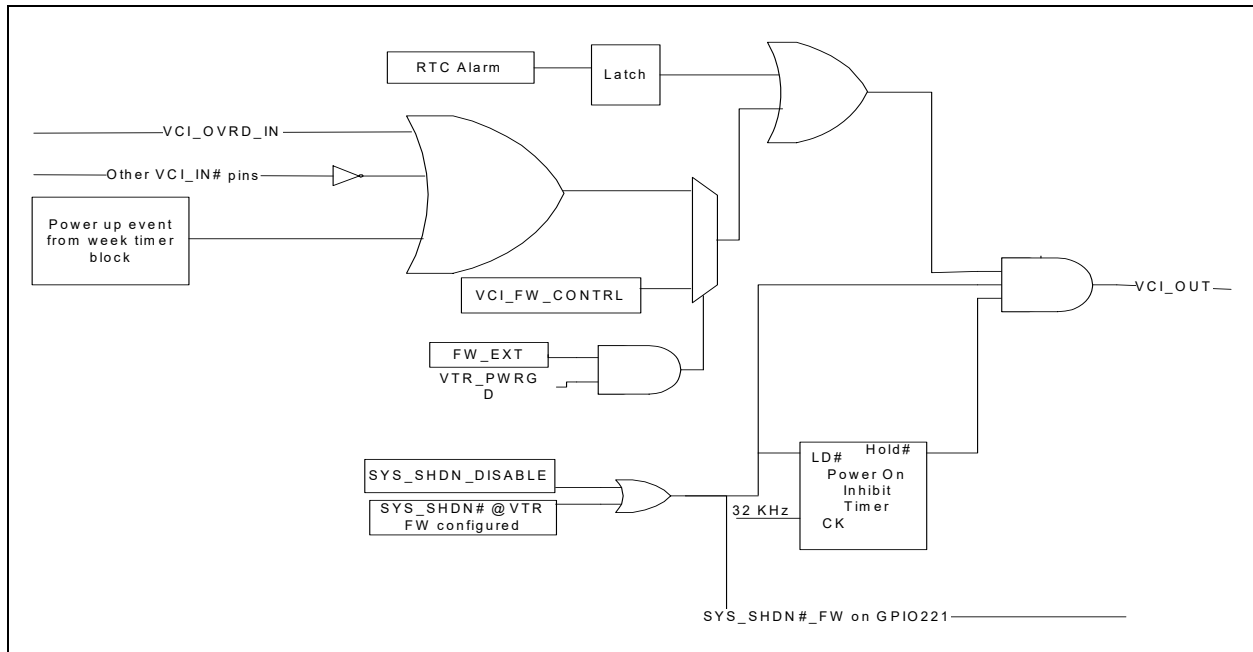 RTC Alarm
Latch
VCI_OVRD_IN
Other VCI_IN# pins
Power up event
from week timer
block
VCI_FW_CONTRL
VCI_OUT
FW_EXT
VTR_PWRG
D
SYS_SHDN_DISABLE
SYS_SHDN# @VTR
FW configured
LD#
Hold#
Power On
Inhibit
Timer
32 KHz
CK
SYS_SHDN#_FW on GPIO221